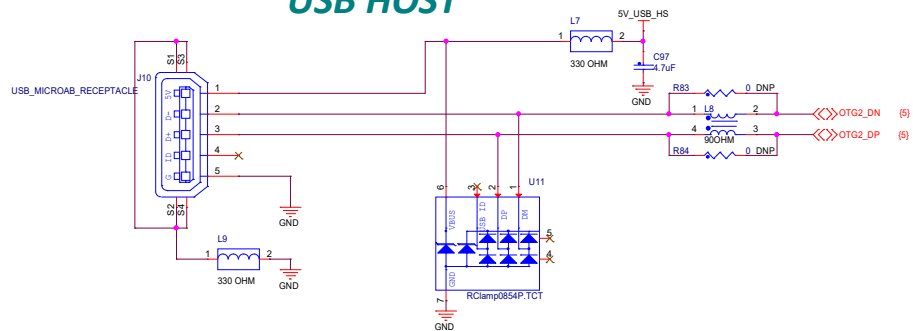 USB HOST
5V_USB_HS
L7
1 2
330 OHM
C97
4.7uF
GND
S1 S3
J10
USB_MICROAB_RECEPTACLE
5V 1
D- 2
D+ 3
ID 4
G 5
S2 S4
GND
R83 0 DNP
1 L8 2
OTG2_DN {5}
4 3
90OHM
OTG2_DP {5}
R84 0 DNP
U11
6 3 2 1
VBUS USB ID DP DM
5
4
GND
7
RClamp0854P.TCT
GND
L9
1 2
330 OHM
GND